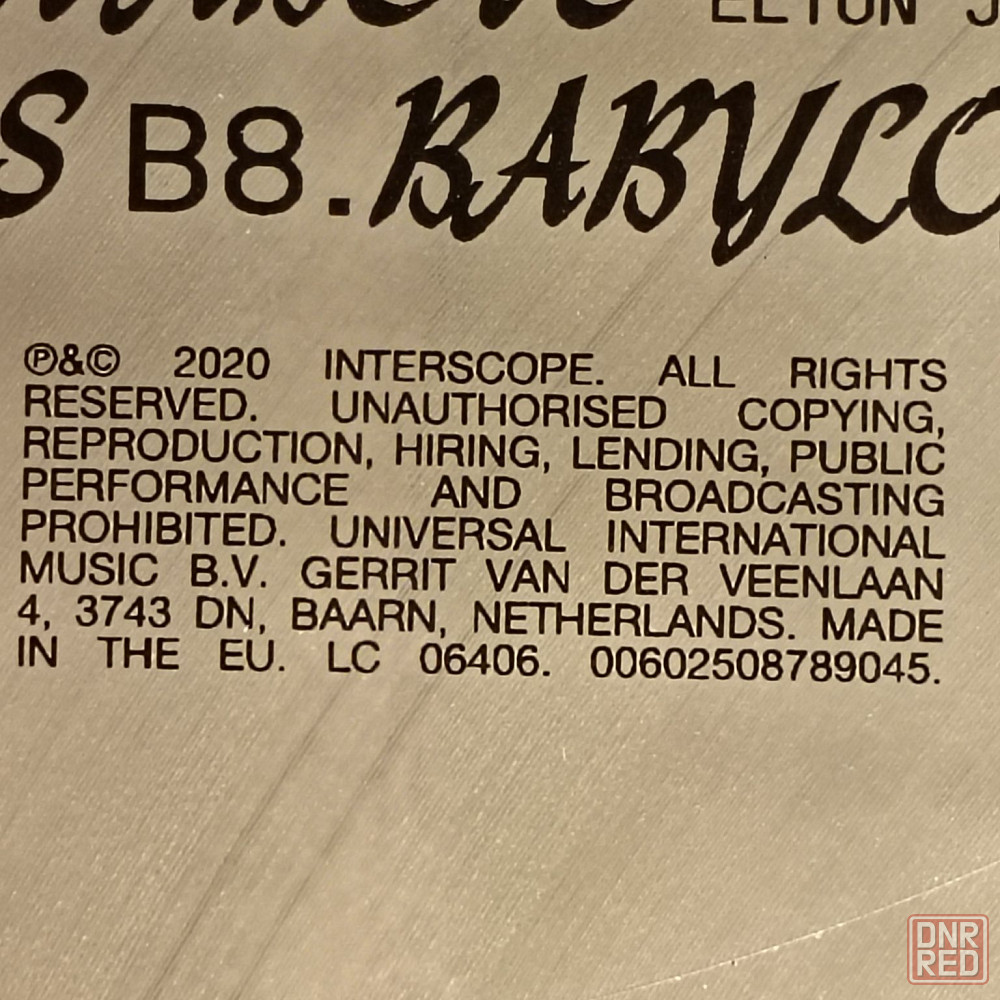 ELTON J
S B8. BABYLO
℗&© 2020 INTERSCOPE. ALL RIGHTS
RESERVED. UNAUTHORISED COPYING,
REPRODUCTION, HIRING, LENDING, PUBLIC
PERFORMANCE AND BROADCASTING
PROHIBITED. UNIVERSAL INTERNATIONAL
MUSIC B.V. GERRIT VAN DER VEENLAAN
4, 3743 DN, BAARN, NETHERLANDS. MADE
IN THE EU. LC 06406. 00602508789045.
DNR
RED